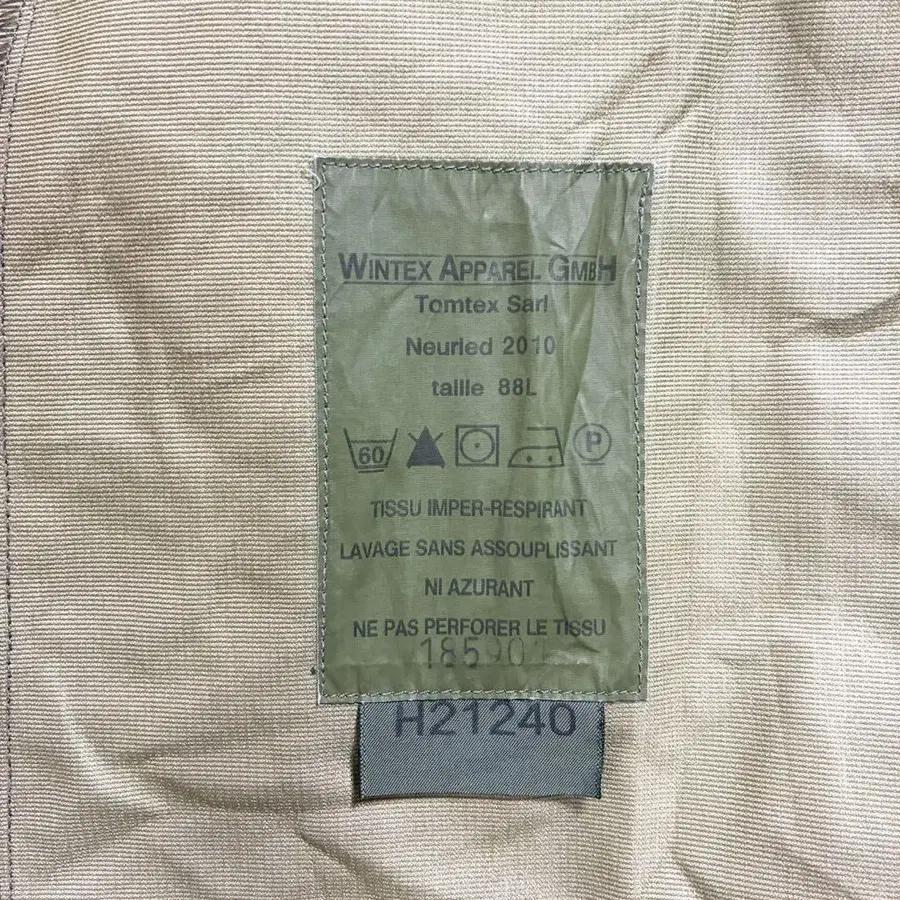 WINTEX APPAREL GMBH
Tomtex Sarl
Neuried 2010
taille 88L
60 P
TISSU IMPER-RESPIRANT
LAVAGE SANS ASSOUPLISSANT
NI AZURANT
NE PAS PERFORER LE TISSU
H21240